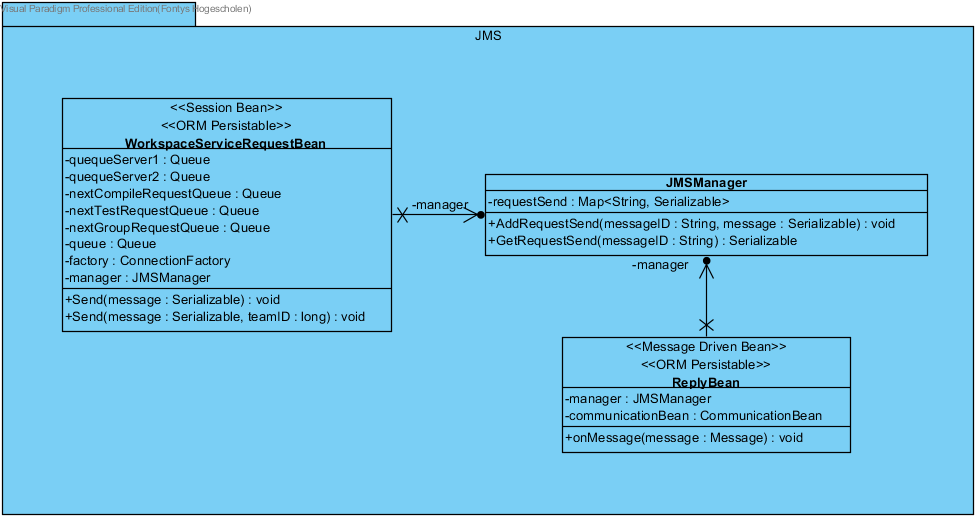 Visual Paradigm Professional Edition(Fontys Hogescholen)
JMS
<<Session Bean>>
<<ORM Persistable>>
WorkspaceServiceRequestBean
-quequeServer1 : Queue
-quequeServer2 : Queue
-nextCompileRequestQueue : Queue
-nextTestRequestQueue : Queue
-nextGroupRequestQueue : Queue
-queue : Queue
-factory : ConnectionFactory
-manager : JMSManager
+Send(message : Serializable) : void
+Send(message : Serializable, teamID : long) : void
-manager
JMSManager
-requestSend : Map<String, Serializable>
+AddRequestSend(messageID : String, message : Serializable) : void
+GetRequestSend(messageID : String) : Serializable
-manager
<<Message Driven Bean>>
<<ORM Persistable>>
ReplyBean
-manager : JMSManager
-communicationBean : CommunicationBean
+onMessage(message : Message) : void